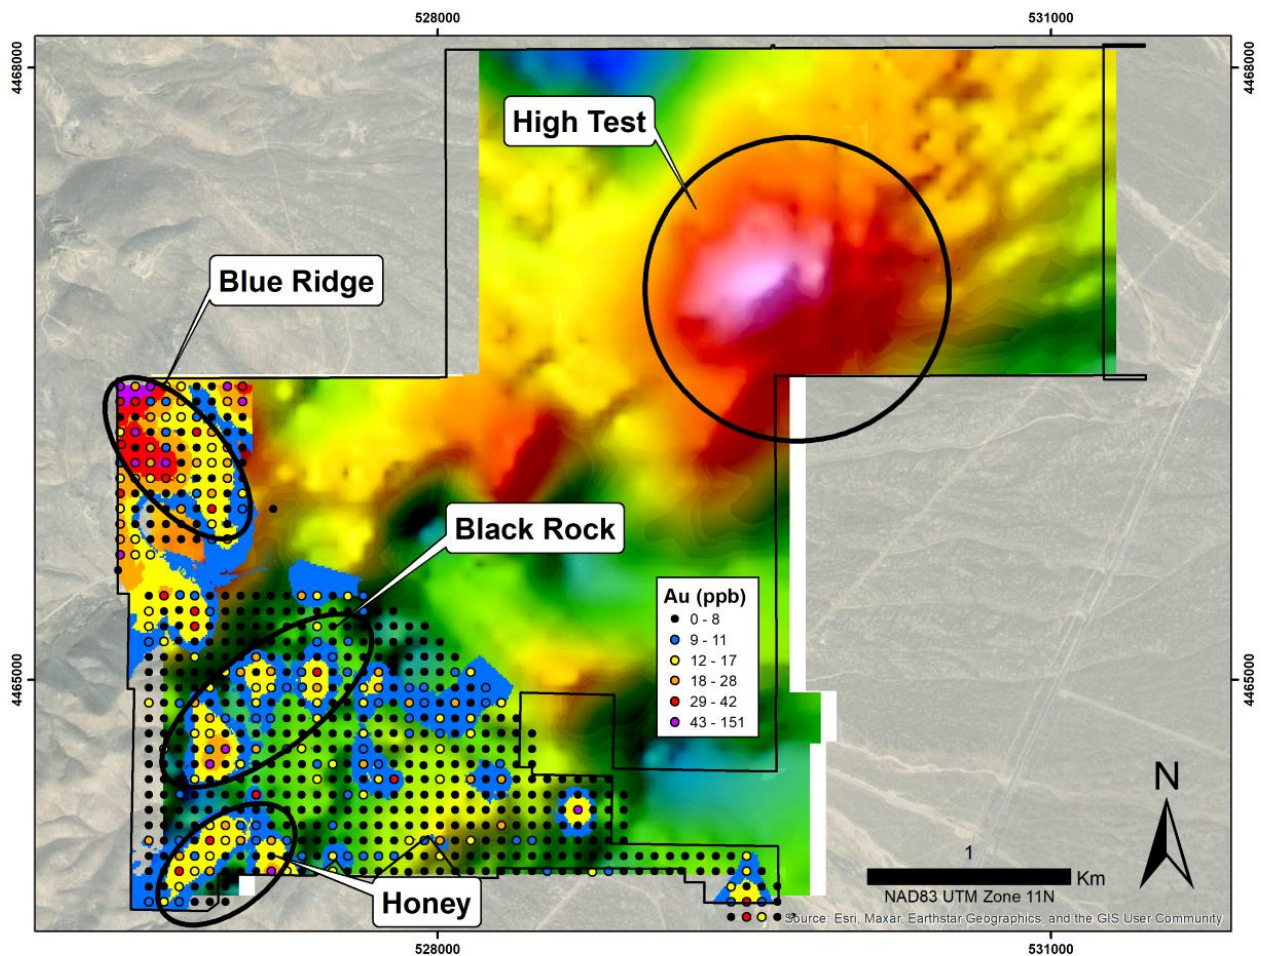 528000
531000
4468000
4468000
High Test
Blue Ridge
Black Rock
Au (ppb)
0 - 8
9 - 11
12 - 17
18 - 28
29 - 42
43 - 151
4465000
4465000
N
1
Km
NAD83 UTM Zone 11N
Honey
Source: Esri, Maxar, Earthstar Geographics, and the GIS User Community
528000
531000